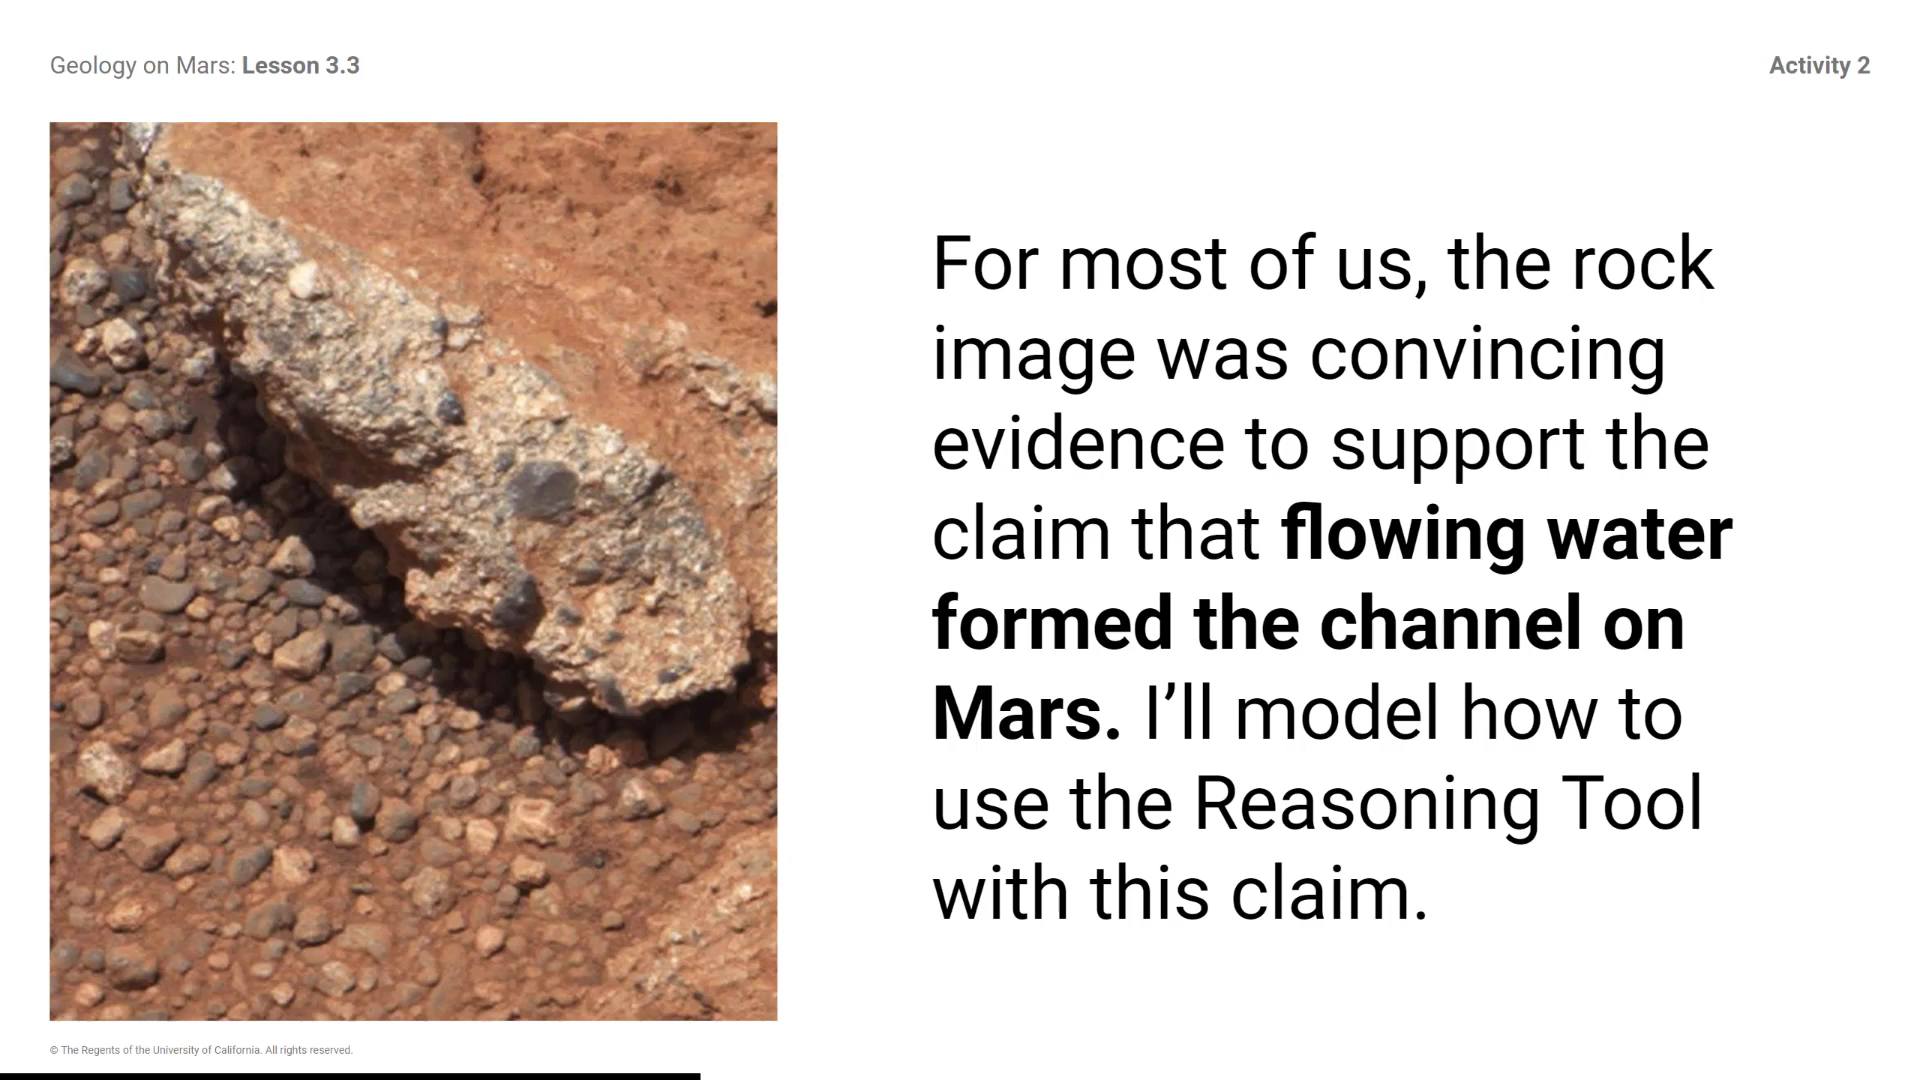 Geology on Mars: Lesson 3.3
Activity 2
For most of us, the rock
image was convincing
evidence to support the
claim that flowing water
formed the channel on
Mars. I’ll model how to
use the Reasoning Tool
with this claim.
© The Regents of the University of California. All rights reserved.